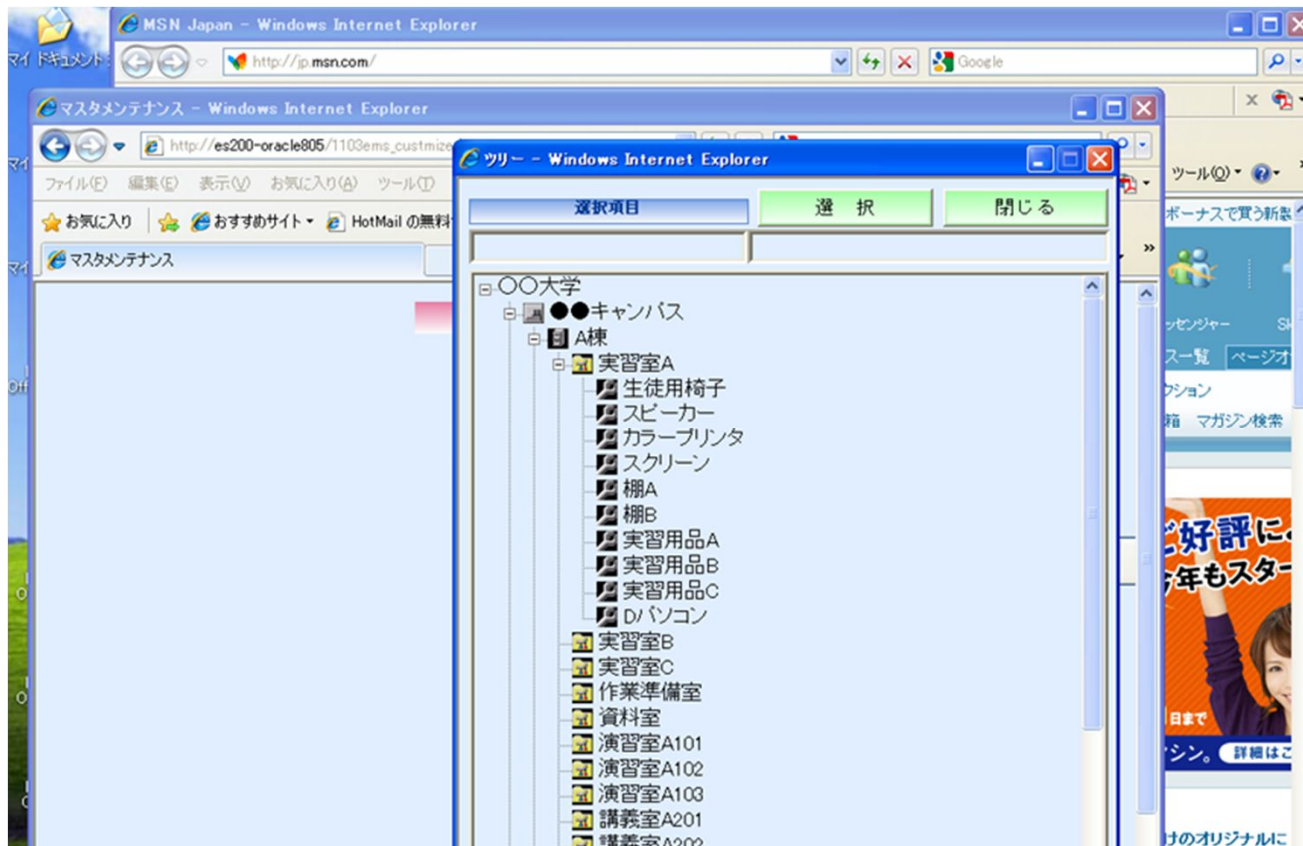 MSN Japan - Windows Internet Explorer
マイ ドキュメント
http://jp.msn.com/
Google
マスタメンテナンス - Windows Internet Explorer
http://es200-oracle805/1103ems_custmize
ツリー - Windows Internet Explorer
ファイル(F) 編集(E) 表示(V) お気に入り(A) ツール(T)
ツール(O)
選択項目 選 択 閉じる
お気に入り おすすめサイト HotMail の無料
ボーナスで買う新製
マスタメンテナンス
〇〇大学
●●キャンパス
ッセンジャー Sk
A棟
ス一覧 ページオ
実習室A
生徒用椅子
クション
スピーカー
箱 マガジン検索
カラープリンタ
スクリーン
棚A
棚B
ご好評に
実習用品A
今年もスター
実習用品B
実習用品C
Dパソコン
実習室B
実習室C
作業準備室
資料室
日まで
演習室A101
シン。 詳細はこ
演習室A102
演習室A103
講義室A201
講義室A202
けのオリジナルに